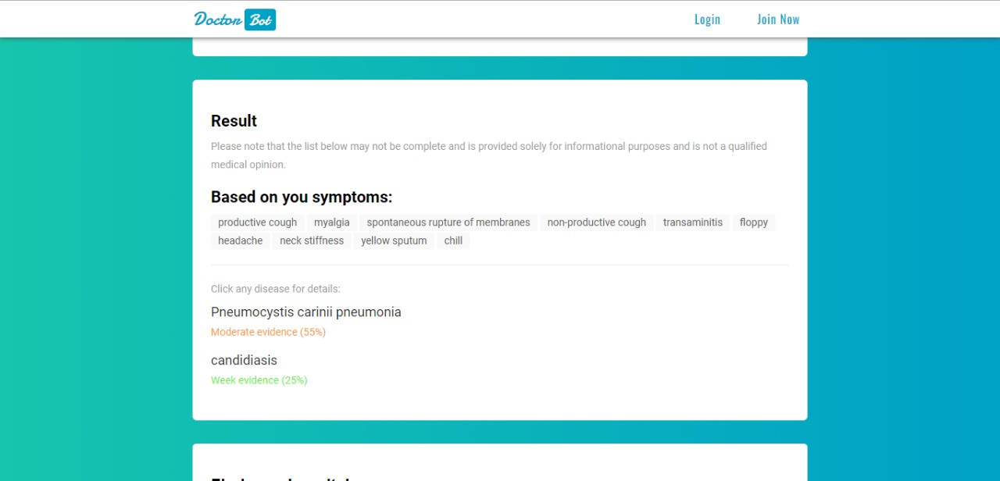 Doctor Bot
Login
Join Now
Result
Please note that the list below may not be complete and is provided solely for informational purposes and is not a qualified
medical opinion.
Based on you symptoms:
productive cough myalgia spontaneous rupture of membranes non-productive cough transaminitis floppy
headache neck stiffness yellow sputum chill
Click any disease for details:
Pneumocystis carinii pneumonia
Moderate evidence (55%)
candidiasis
Week evidence (25%)